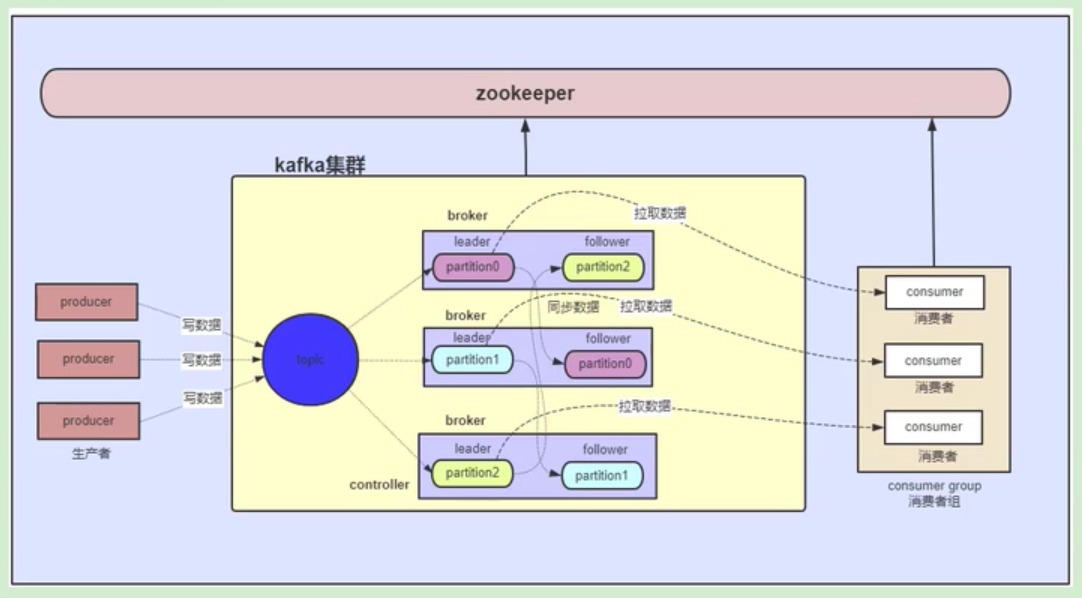 zookeeper
kafka集群
broker
拉取数据
leader
follower
partition0
partition2
producer
写数据
broker
同步数据
拉取数据
consumer
消费者
leader
follower
producer
写数据
topic
partition1
partition0
consumer
消费者
producer
写数据
生产者
broker
拉取数据
leader
follower
partition2
partition1
controller
consumer
消费者
consumer group
消费者组